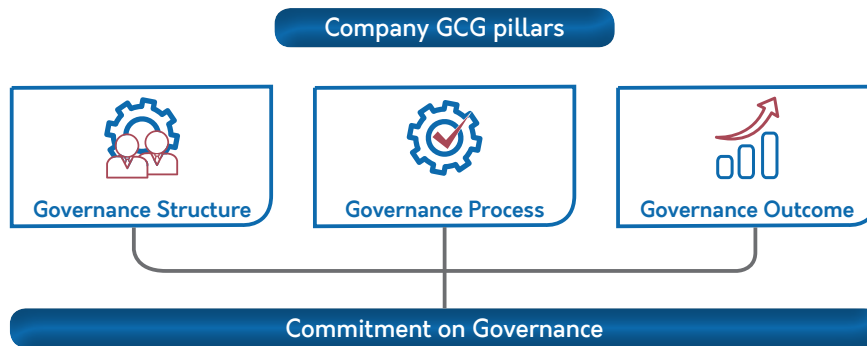 Company GCG pillars
Governance Structure
Governance Process
Governance Outcome
Commitment on Governance